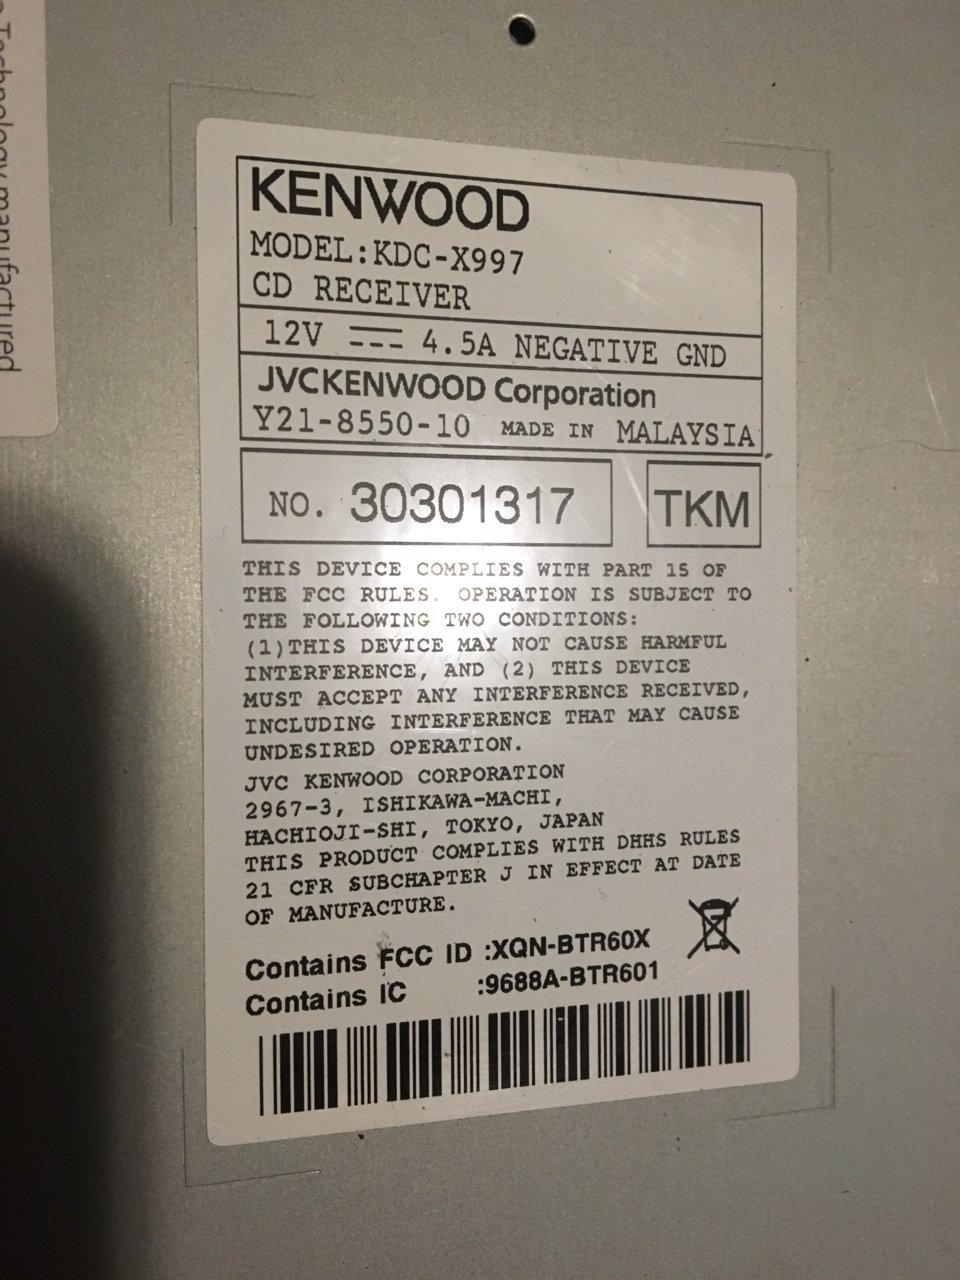 Technology manufactured
KENWOOD
MODEL:KDC-X997
CD RECEIVER
12V ⎓ 4.5A NEGATIVE GND
JVCKENWOOD Corporation
Y21-8550-10 MADE IN MALAYSIA
NO. 30301317 TKM
THIS DEVICE COMPLIES WITH PART 15 OF
THE FCC RULES. OPERATION IS SUBJECT TO
THE FOLLOWING TWO CONDITIONS:
(1)THIS DEVICE MAY NOT CAUSE HARMFUL
INTERFERENCE, AND (2) THIS DEVICE
MUST ACCEPT ANY INTERFERENCE RECEIVED,
INCLUDING INTERFERENCE THAT MAY CAUSE
UNDESIRED OPERATION.
JVC KENWOOD CORPORATION
2967-3, ISHIKAWA-MACHI,
HACHIOJI-SHI, TOKYO, JAPAN
THIS PRODUCT COMPLIES WITH DHHS RULES
21 CFR SUBCHAPTER J IN EFFECT AT DATE
OF MANUFACTURE.
Contains FCC ID :XQN-BTR60X
Contains IC :9688A-BTR601